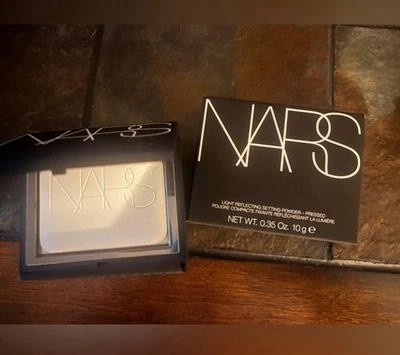 NARS
LIGHT REFLECTING SETTING POWDER - PRESSED
POUDRE COMPACTE FIXANTE RÉFLÉCHISSANT LA LUMIÈRE
NET WT. 0.35 Oz. 10g ℮
NARS
NARS